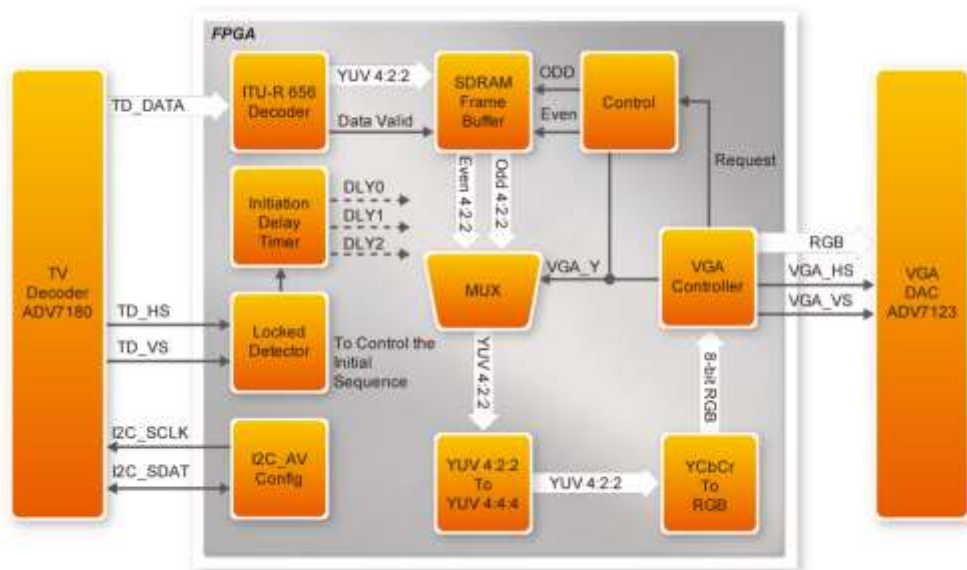 FPGA
TV
Decoder
ADV7180
TD_DATA
TD_HS
TD_VS
I2C_SCLK
I2C_SDAT
ITU-R 656
Decoder
YUV 4:2:2
Data Valid
SDRAM
Frame
Buffer
ODD
Even
Control
Request
Initiation
Delay
Timer
DLY0
DLY1
DLY2
Even 4:2:2
Odd 4:2:2
MUX
VGA_Y
VGA
Controller
RGB
VGA_HS
VGA_VS
VGA
DAC
ADV7123
Locked
Detector
To Control the
Initial
Sequence
YUV 4:2:2
8-bit RGB
I2C_AV
Config
YUV 4:2:2
To
YUV 4:4:4
YUV 4:2:2
YCbCr
To
RGB